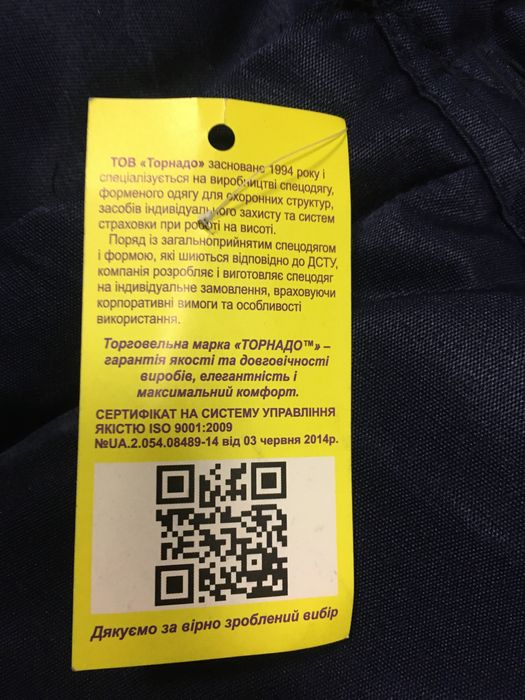 ТОВ «Торнадо» засноване 1994 року і
спеціалізується на виробництві спецодягу,
форменого одягу для охоронних структур,
засобів індивідуального захисту та систем
страховки при роботі на висоті.
Поряд із загальноприйнятим спецодягом
і формою, які шиються відповідно до ДСТУ,
компанія розробляє і виготовляє спецодяг
на індивідуальне замовлення, враховуючи
корпоративні вимоги та особливості
використання.
Торговельна марка «ТОРНАДО™» –
гарантія якості та довговічності
виробів, елегантність і
максимальний комфорт.
СЕРТИФІКАТ НА СИСТЕМУ УПРАВЛІННЯ
ЯКІСТЮ ISO 9001:2009
№UA.2.054.08489-14 від 03 червня 2014р.
Дякуємо за вірно зроблений вибір